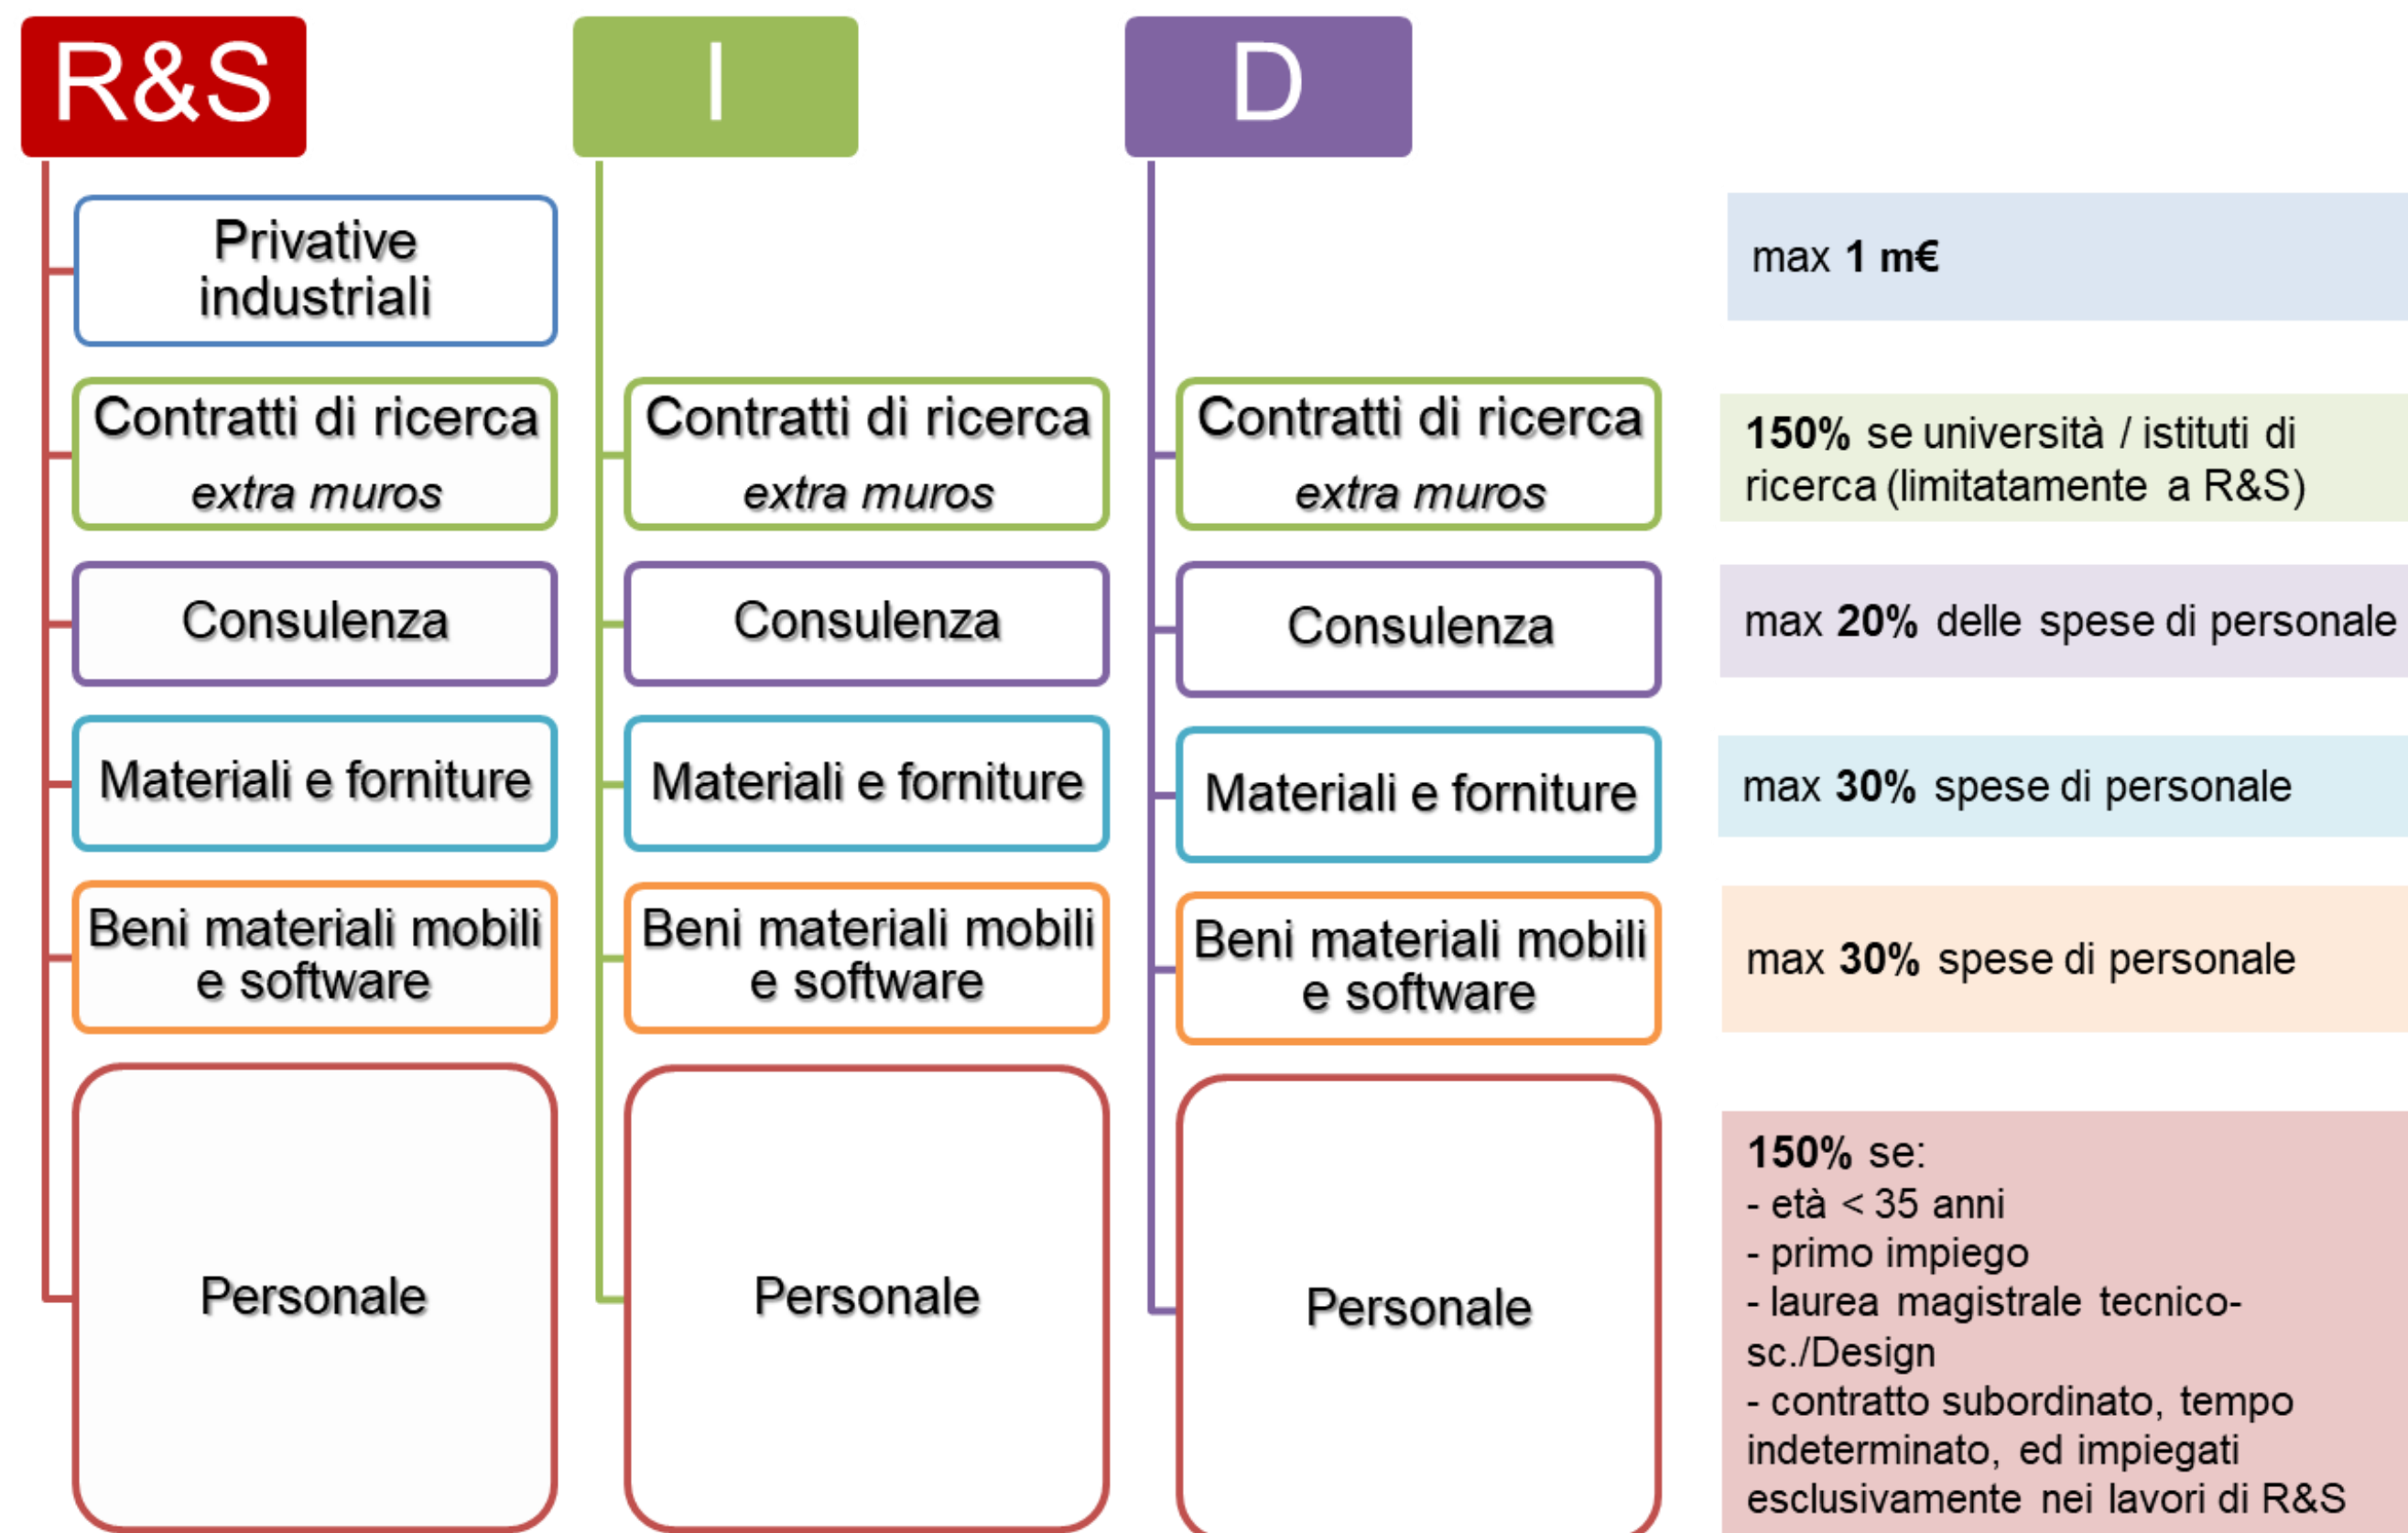 R&S
I
D
Privative
industriali
max 1 m€
Contratti di ricerca
extra muros
Contratti di ricerca
extra muros
Contratti di ricerca
extra muros
150% se università / istituti di
ricerca (limitatamente a R&S)
Consulenza
Consulenza
Consulenza
max 20% delle spese di personale
Materiali e forniture
Materiali e forniture
Materiali e forniture
max 30% spese di personale
Beni materiali mobili
e software
Beni materiali mobili
e software
Beni materiali mobili
e software
max 30% spese di personale
Personale
Personale
Personale
150% se:
- età < 35 anni
- primo impiego
- laurea magistrale tecnico-
sc./Design
- contratto subordinato, tempo
indeterminato, ed impiegati
esclusivamente nei lavori di R&S